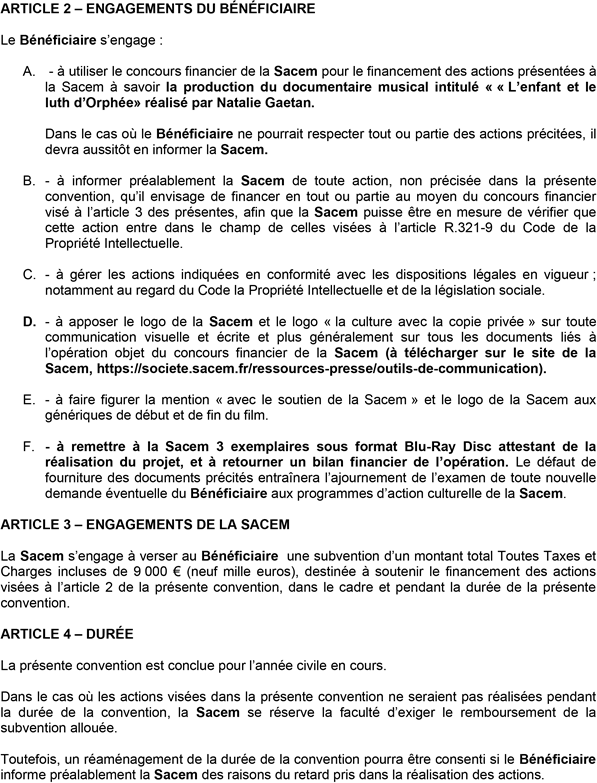 ARTICLE 2 – ENGAGEMENTS DU BÉNÉFICIAIRE
Le Bénéficiaire s’engage :
A. - à utiliser le concours financier de la Sacem pour le financement des actions présentées à
la Sacem à savoir la production du documentaire musical intitulé « « L’enfant et le
luth d’Orphée» réalisé par Natalie Gaetan.
Dans le cas où le Bénéficiaire ne pourrait respecter tout ou partie des actions précitées, il
devra aussitôt en informer la Sacem.
B. - à informer préalablement la Sacem de toute action, non précisée dans la présente
convention, qu’il envisage de financer en tout ou partie au moyen du concours financier
visé à l’article 3 des présentes, afin que la Sacem puisse être en mesure de vérifier que
cette action entre dans le champ de celles visées à l’article R.321-9 du Code de la
Propriété Intellectuelle.
C. - à gérer les actions indiquées en conformité avec les dispositions légales en vigueur ;
notamment au regard du Code la Propriété Intellectuelle et de la législation sociale.
D. - à apposer le logo de la Sacem et le logo « la culture avec la copie privée » sur toute
communication visuelle et écrite et plus généralement sur tous les documents liés à
l’opération objet du concours financier de la Sacem (à télécharger sur le site de la
Sacem, https://societe.sacem.fr/ressources-presse/outils-de-communication).
E. - à faire figurer la mention « avec le soutien de la Sacem » et le logo de la Sacem aux
génériques de début et de fin du film.
F. - à remettre à la Sacem 3 exemplaires sous format Blu-Ray Disc attestant de la
réalisation du projet, et à retourner un bilan financier de l’opération. Le défaut de
fourniture des documents précités entraînera l’ajournement de l’examen de toute nouvelle
demande éventuelle du Bénéficiaire aux programmes d’action culturelle de la Sacem.
ARTICLE 3 – ENGAGEMENTS DE LA SACEM
La Sacem s’engage à verser au Bénéficiaire une subvention d’un montant total Toutes Taxes et
Charges incluses de 9 000 € (neuf mille euros), destinée à soutenir le financement des actions
visées à l’article 2 de la présente convention, dans le cadre et pendant la durée de la présente
convention.
ARTICLE 4 – DURÉE
La présente convention est conclue pour l’année civile en cours.
Dans le cas où les actions visées dans la présente convention ne seraient pas réalisées pendant
la durée de la convention, la Sacem se réserve la faculté d’exiger le remboursement de la
subvention allouée.
Toutefois, un réaménagement de la durée de la convention pourra être consenti si le Bénéficiaire
informe préalablement la Sacem des raisons du retard pris dans la réalisation des actions.